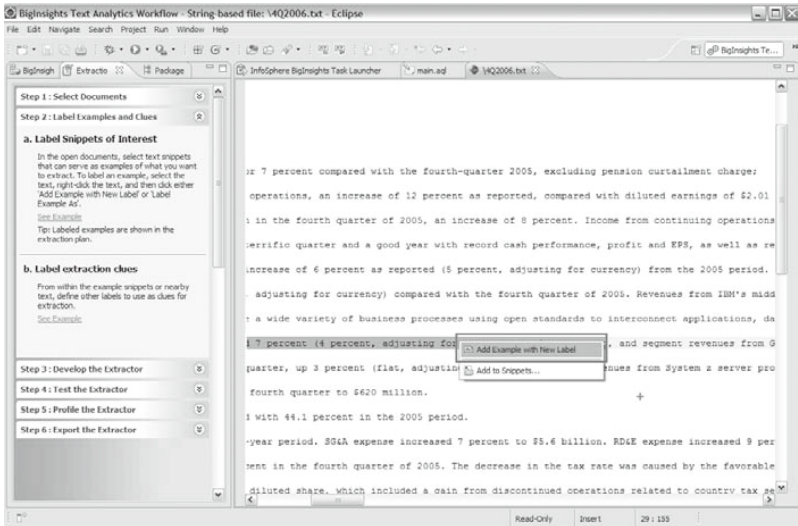 BigInsights Text Analytics Workflow - String-based file: \4Q2006.txt - Eclipse
File Edit Navigate Search Project Run Window Help
BigInsights Te...
BigInsigh Extractio Package
InfoSphere BigInsights Task Launcher main.aql \4Q2006.txt
Step 1 : Select Documents
Step 2 : Label Examples and Clues
a. Label Snippets of Interest
In the open documents, select text snippets
that can serve as examples of what you want
to extract. To label an example, select the
text, right-click the text, and then click either
'Add Example with New Label' or 'Label
Example As'.
See Example
Tip: Labeled examples are shown in the
extraction plan.
b. Label extraction clues
From within the example snippets or nearby
text, define other labels to use as clues for
extraction.
See Example
Step 3 : Develop the Extractor
Step 4 : Test the Extractor
Step 5 : Profile the Extractor
Step 6 : Export the Extractor
or 7 percent compared with the fourth-quarter 2005, excluding pension curtailment charge;
operations, an increase of 12 percent as reported, compared with diluted earnings of $2.01
in the fourth quarter of 2005, an increase of 8 percent. Income from continuing operations
errific quarter and a good year with record cash performance, profit and EPS, as well as re
increase of 6 percent as reported (5 percent, adjusting for currency) from the 2005 period.
adjusting for currency) compared with the fourth quarter of 2005. Revenues from IBM's midd
a wide variety of business processes using open standards to interconnect applications, da
7 percent (4 percent, adjusting for , and segment revenues from G
Add Example with New Label
uarter, up 3 percent (flat, adjustin nues from System z server pro
Add to Snippets...
fourth quarter to $620 million.
with 44.1 percent in the 2005 period.
-year period. SG&A expense increased 7 percent to $5.6 billion. RD&E expense increased 9 per
cent in the fourth quarter of 2005. The decrease in the tax rate was caused by the favorable
diluted share, which included a gain from discontinued operations related to country tax se
Read-Only Insert 29 : 155